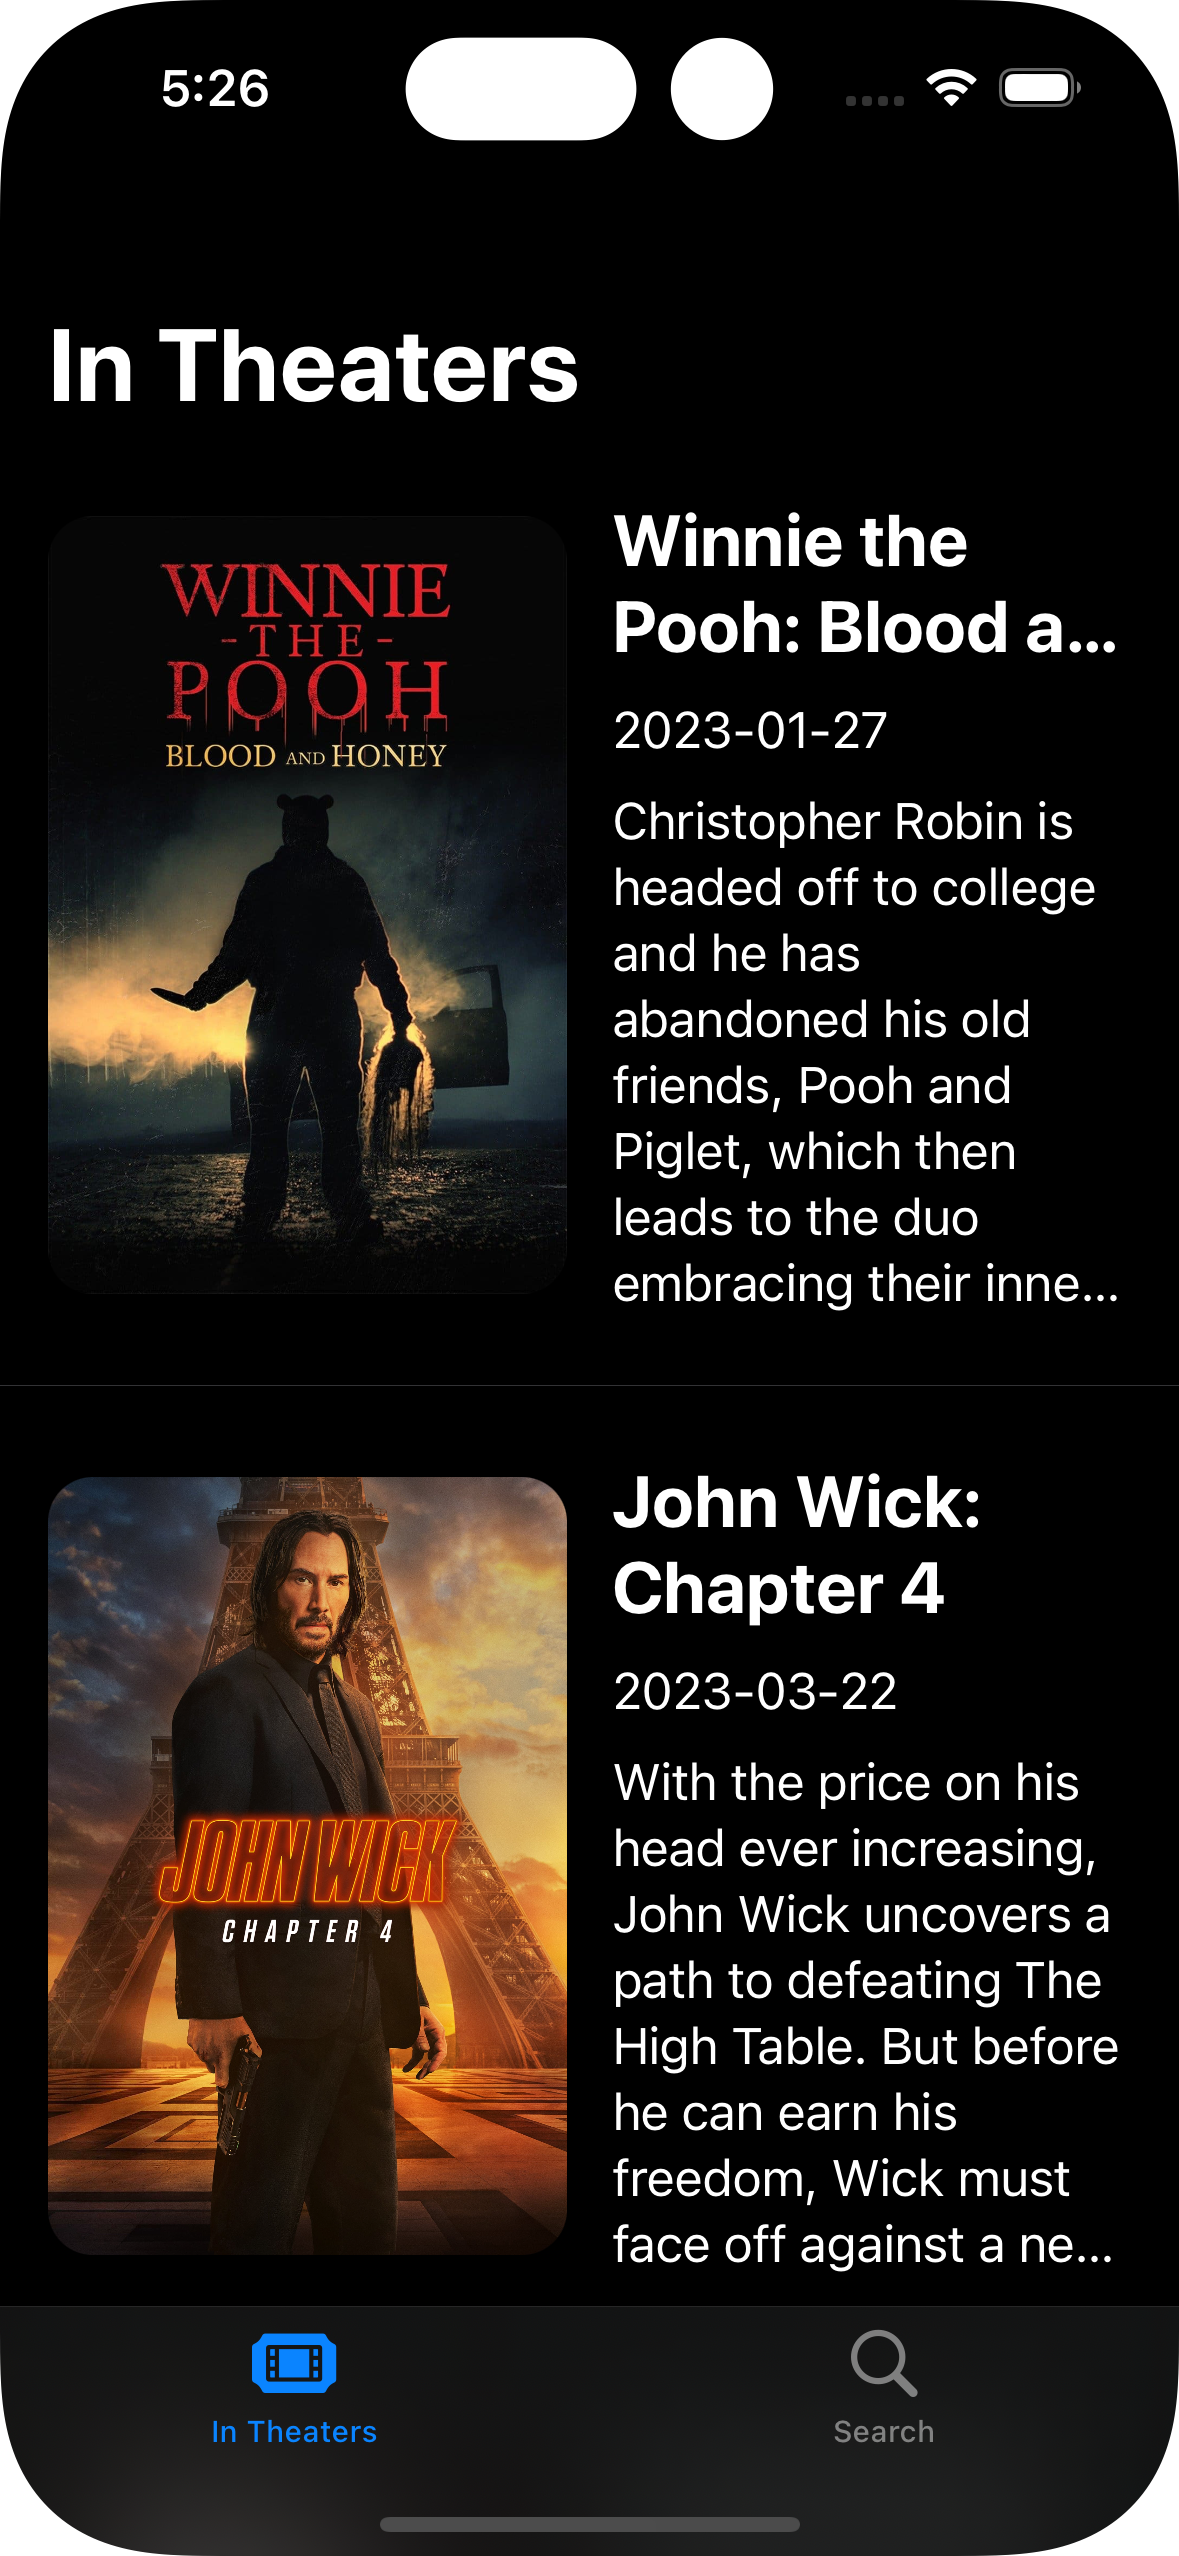 5:26
In Theaters
WINNIE
-THE-
POOH
BLOOD AND HONEY
Winnie the
Pooh: Blood a...
2023-01-27
Christopher Robin is
headed off to college
and he has
abandoned his old
friends, Pooh and
Piglet, which then
leads to the duo
embracing their inne...
JOHN WICK
CHAPTER 4
John Wick:
Chapter 4
2023-03-22
With the price on his
head ever increasing,
John Wick uncovers a
path to defeating The
High Table. But before
he can earn his
freedom, Wick must
face off against a ne...
In Theaters
Search